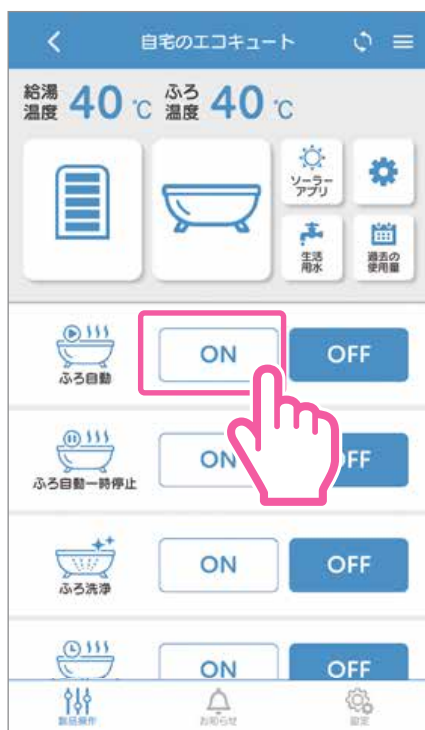 自宅のエコキュート
給湯
温度 40 ℃ ふろ
温度 40 ℃
ソーラー
アプリ
生活
用水
過去の
使用量
ふろ自動
ON
OFF
ふろ自動一時停止
ON
OFF
ふろ洗浄
ON
OFF
ON
OFF
製品操作
お知らせ
設定